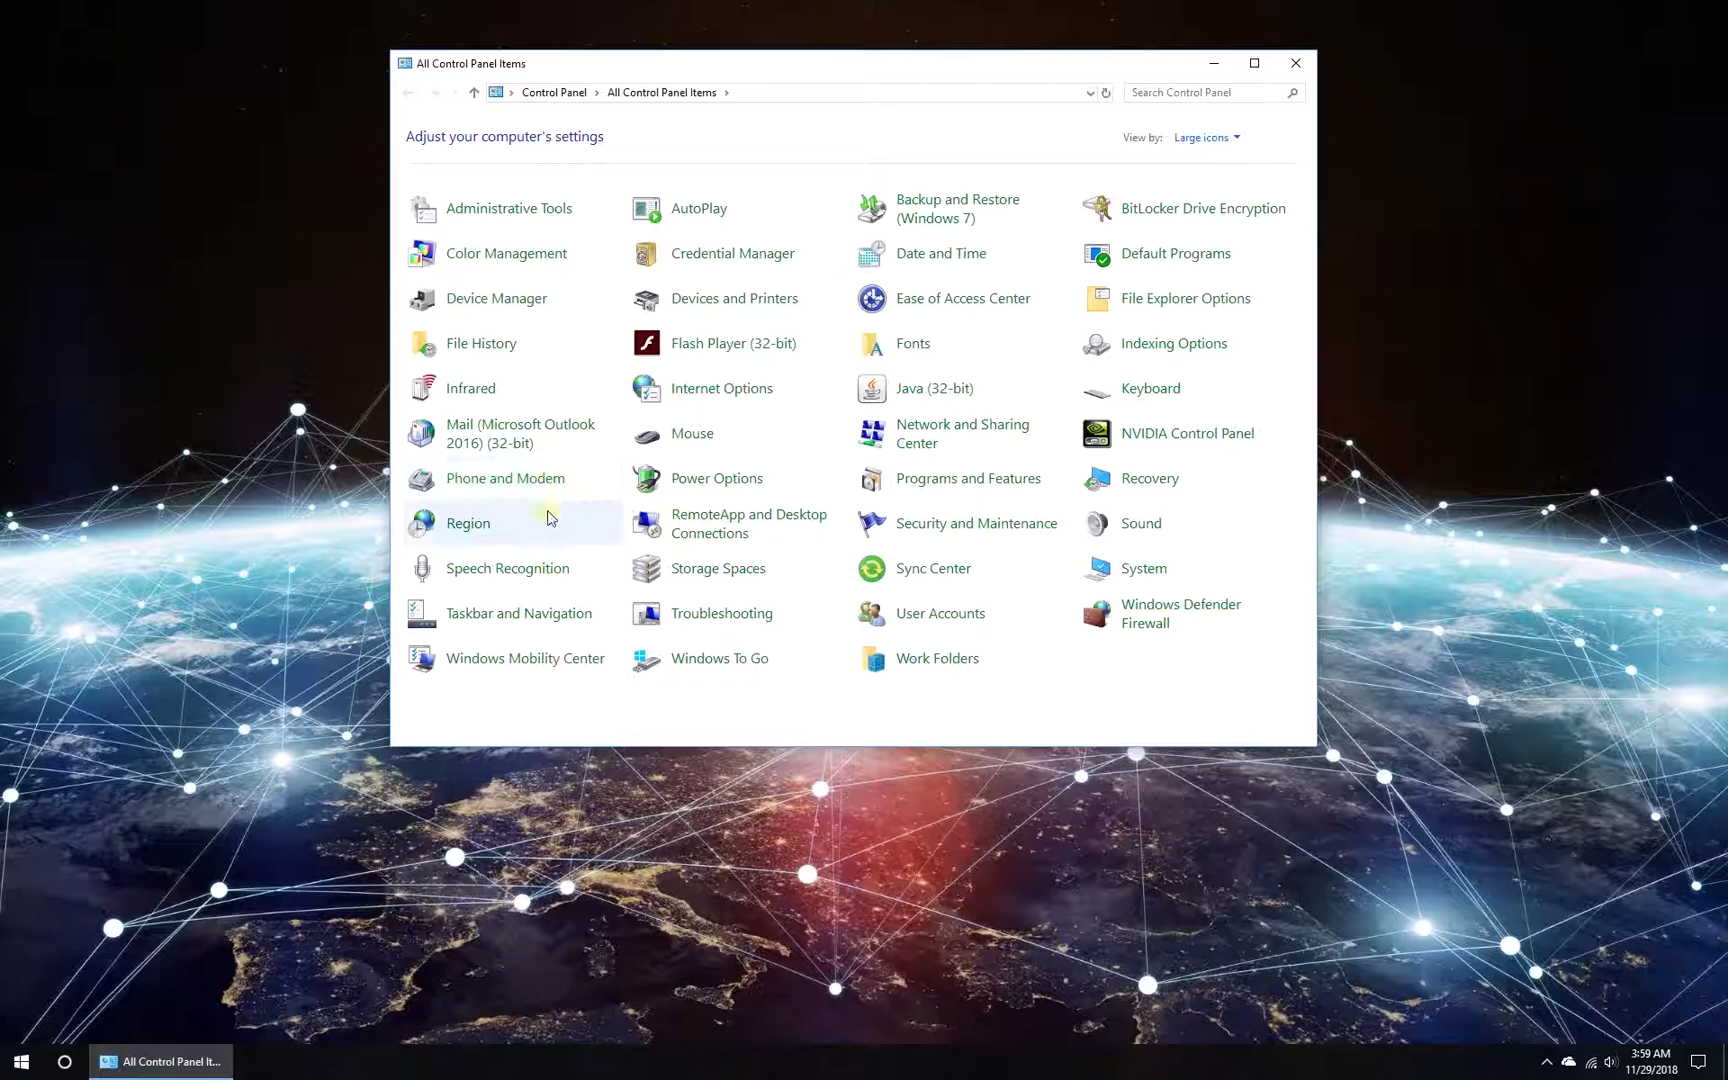 All Control Panel Items
Control Panel > All Control Panel Items >
Search Control Panel
Adjust your computer's settings
View by: Large icons
Administrative Tools
AutoPlay
Backup and Restore
(Windows 7)
BitLocker Drive Encryption
Color Management
Credential Manager
Date and Time
Default Programs
Device Manager
Devices and Printers
Ease of Access Center
File Explorer Options
File History
Flash Player (32-bit)
Fonts
Indexing Options
Infrared
Internet Options
Java (32-bit)
Keyboard
Mail (Microsoft Outlook
2016) (32-bit)
Mouse
Network and Sharing
Center
NVIDIA Control Panel
Phone and Modem
Power Options
Programs and Features
Recovery
Region
RemoteApp and Desktop
Connections
Security and Maintenance
Sound
Speech Recognition
Storage Spaces
Sync Center
System
Taskbar and Navigation
Troubleshooting
User Accounts
Windows Defender
Firewall
Windows Mobility Center
Windows To Go
Work Folders
All Control Panel It...
3:59 AM
11/29/2018